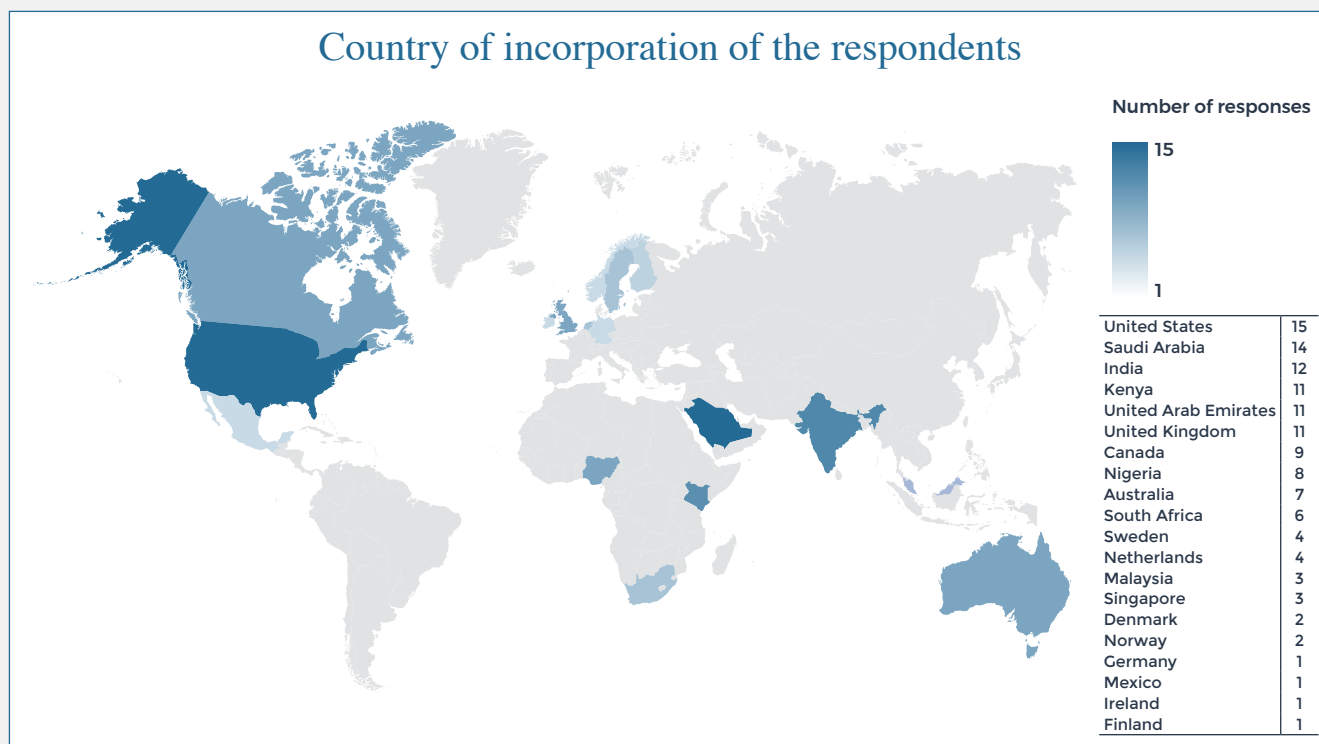 Country of incorporation of the respondents
Number of responses
15
1
United States 15
Saudi Arabia 14
India 12
Kenya 11
United Arab Emirates 11
United Kingdom 11
Canada 9
Nigeria 8
Australia 7
South Africa 6
Sweden 4
Netherlands 4
Malaysia 3
Singapore 3
Denmark 2
Norway 2
Germany 1
Mexico 1
Ireland 1
Finland 1